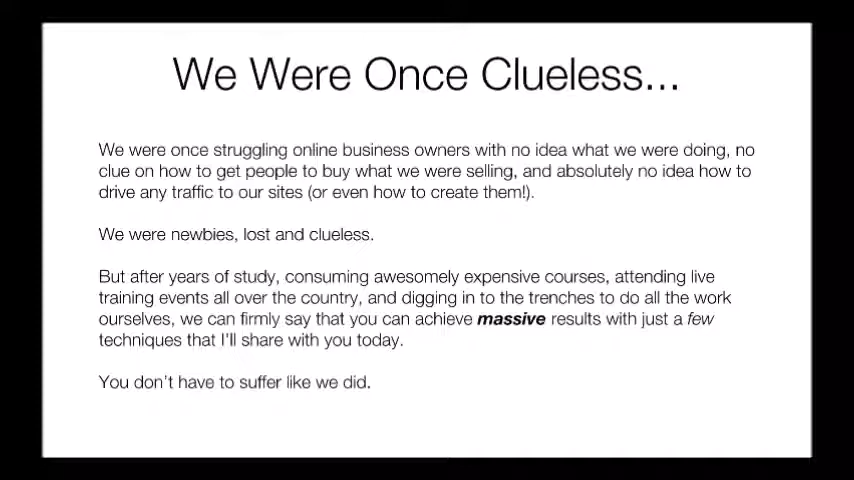 We Were Once Clueless...
We were once struggling online business owners with no idea what we were doing, no
clue on how to get people to buy what we were selling, and absolutely no idea how to
drive any traffic to our sites (or even how to create them!).
We were newbies, lost and clueless.
But after years of study, consuming awesomely expensive courses, attending live
training events all over the country, and digging in to the trenches to do all the work
ourselves, we can firmly say that you can achieve massive results with just a few
techniques that I'll share with you today.
You don't have to suffer like we did.